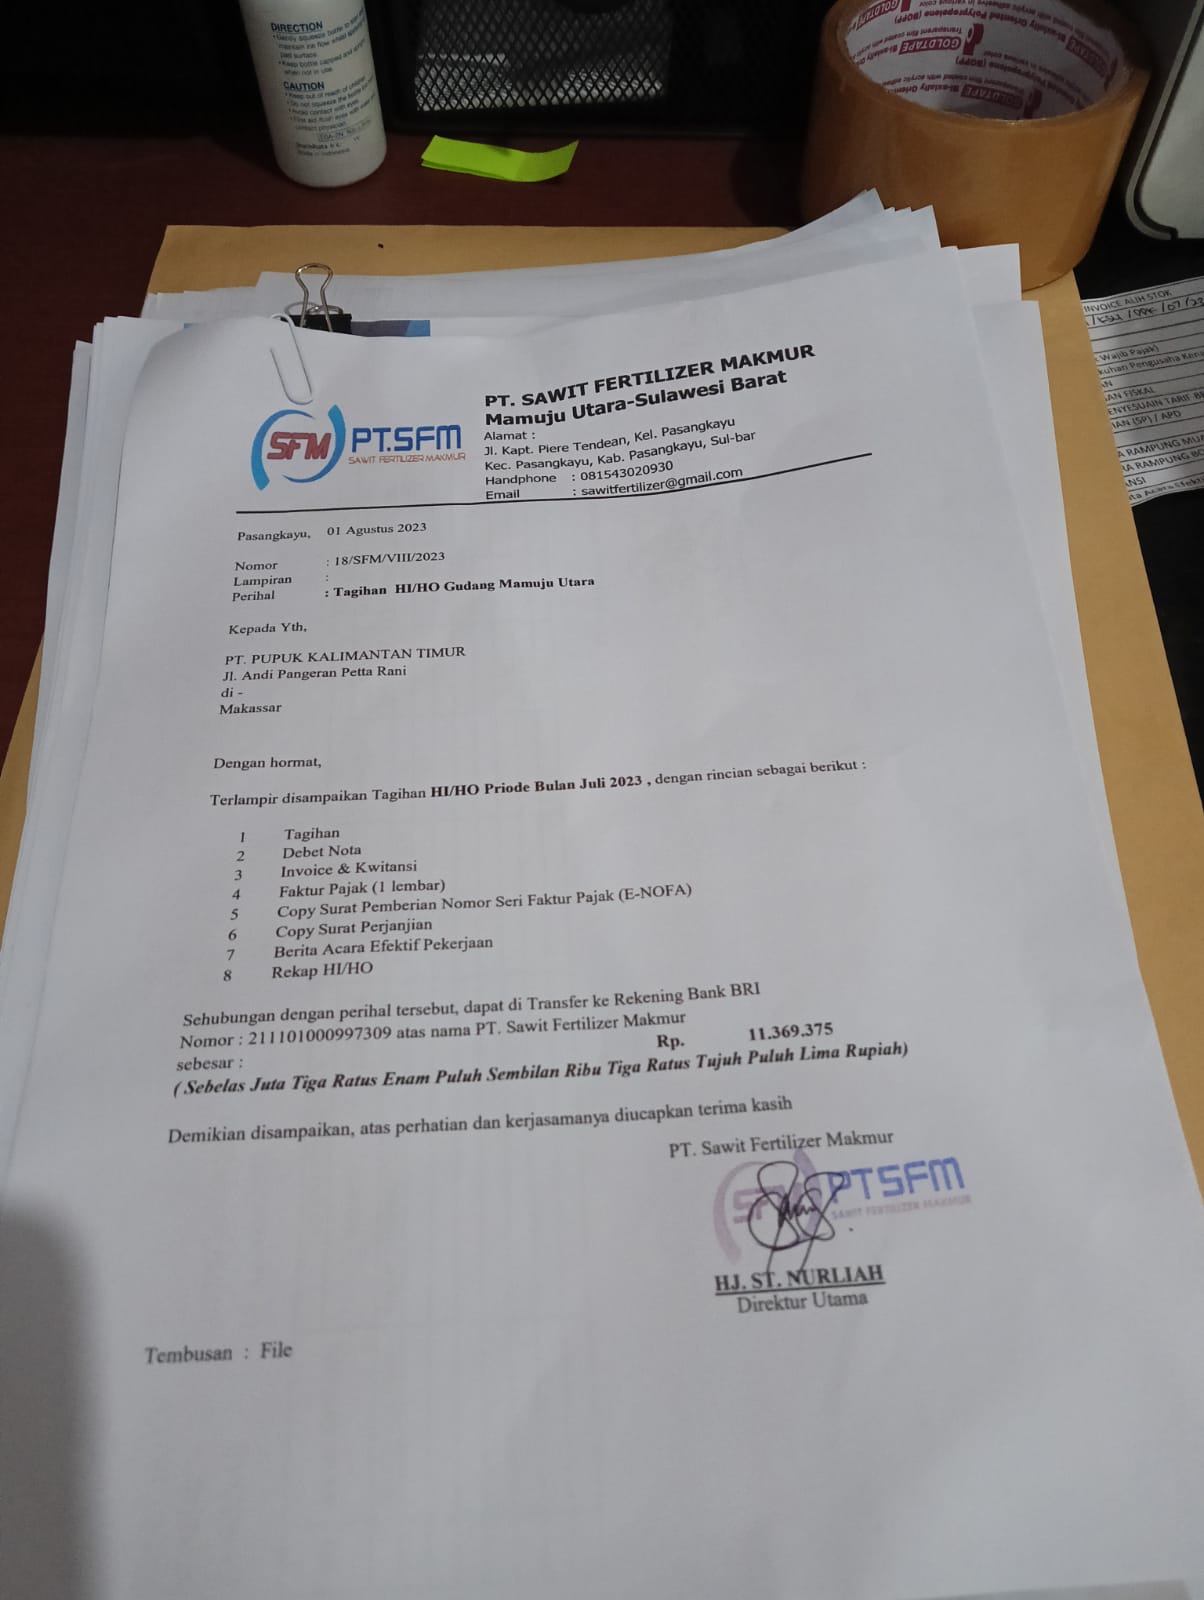 DIRECTION
CAUTION
GOLDTAPE
INVOICE ALIH STOK
Wajib Pajak)
AN FISKAL
(SP) / APD
A RAMPUNG
SFM PT.SFM
SAWIT FERTILIZER MAKMUR
PT. SAWIT FERTILIZER MAKMUR
Mamuju Utara-Sulawesi Barat
Alamat :
Jl. Kapt. Piere Tendean, Kel. Pasangkayu
Kec. Pasangkayu, Kab. Pasangkayu, Sul-bar
Handphone : 081543020930
Email : sawitfertilizer@gmail.com
Pasangkayu, 01 Agustus 2023
Nomor : 18/SFM/VIII/2023
Lampiran :
Perihal : Tagihan HI/HO Gudang Mamuju Utara
Kepada Yth,
PT. PUPUK KALIMANTAN TIMUR
Jl. Andi Pangeran Petta Rani
di -
Makassar
Dengan hormat,
Terlampir disampaikan Tagihan HI/HO Priode Bulan Juli 2023 , dengan rincian sebagai berikut :
1 Tagihan
2 Debet Nota
3 Invoice & Kwitansi
4 Faktur Pajak (1 lembar)
5 Copy Surat Pemberian Nomor Seri Faktur Pajak (E-NOFA)
6 Copy Surat Perjanjian
7 Berita Acara Efektif Pekerjaan
8 Rekap HI/HO
Sehubungan dengan perihal tersebut, dapat di Transfer ke Rekening Bank BRI
Nomor : 211101000997309 atas nama PT. Sawit Fertilizer Makmur
sebesar : Rp. 11.369.375
( Sebelas Juta Tiga Ratus Enam Puluh Sembilan Ribu Tiga Ratus Tujuh Puluh Lima Rupiah)
Demikian disampaikan, atas perhatian dan kerjasamanya diucapkan terima kasih
PT. Sawit Fertilizer Makmur
PTSFM
SAWIT FERTILIZER MAKMUR
HJ. ST. NURLIAH
Direktur Utama
Tembusan : File